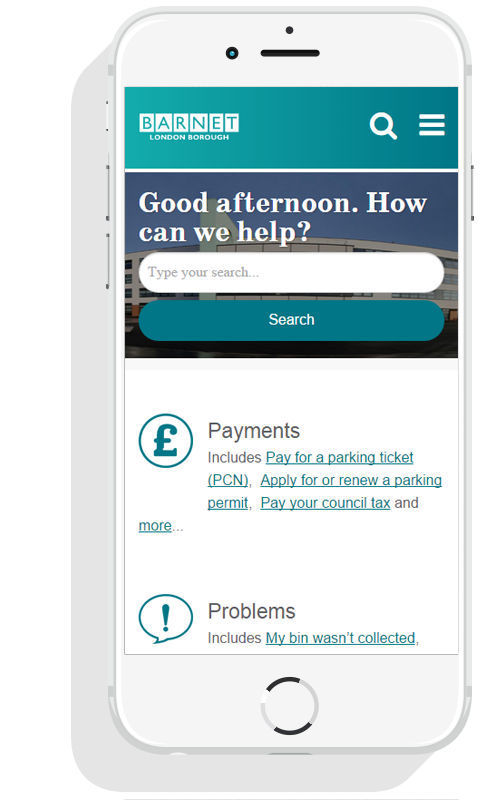 BARNET
LONDON BOROUGH
Good afternoon. How
can we help?
Type your search...
Search
£
Payments
Includes Pay for a parking ticket
(PCN), Apply for or renew a parking
permit, Pay your council tax and
more...
!
Problems
Includes My bin wasn't collected,